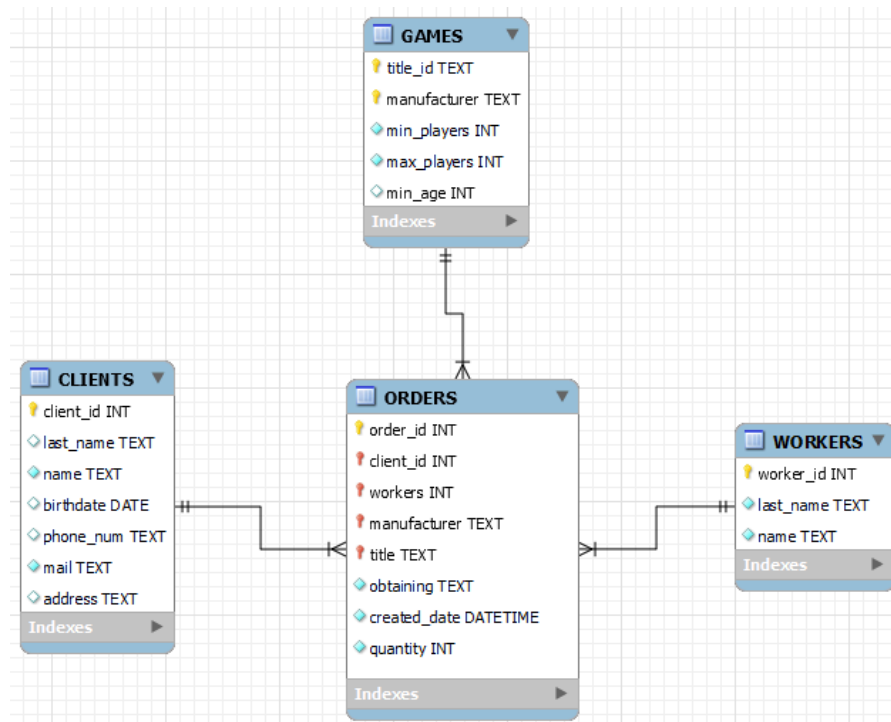 GAMES
title_id TEXT
manufacturer TEXT
min_players INT
max_players INT
min_age INT
Indexes
CLIENTS
client_id INT
last_name TEXT
name TEXT
birthdate DATE
phone_num TEXT
mail TEXT
address TEXT
Indexes
ORDERS
order_id INT
client_id INT
workers INT
manufacturer TEXT
title TEXT
obtaining TEXT
created_date DATETIME
quantity INT
Indexes
WORKERS
worker_id INT
last_name TEXT
name TEXT
Indexes